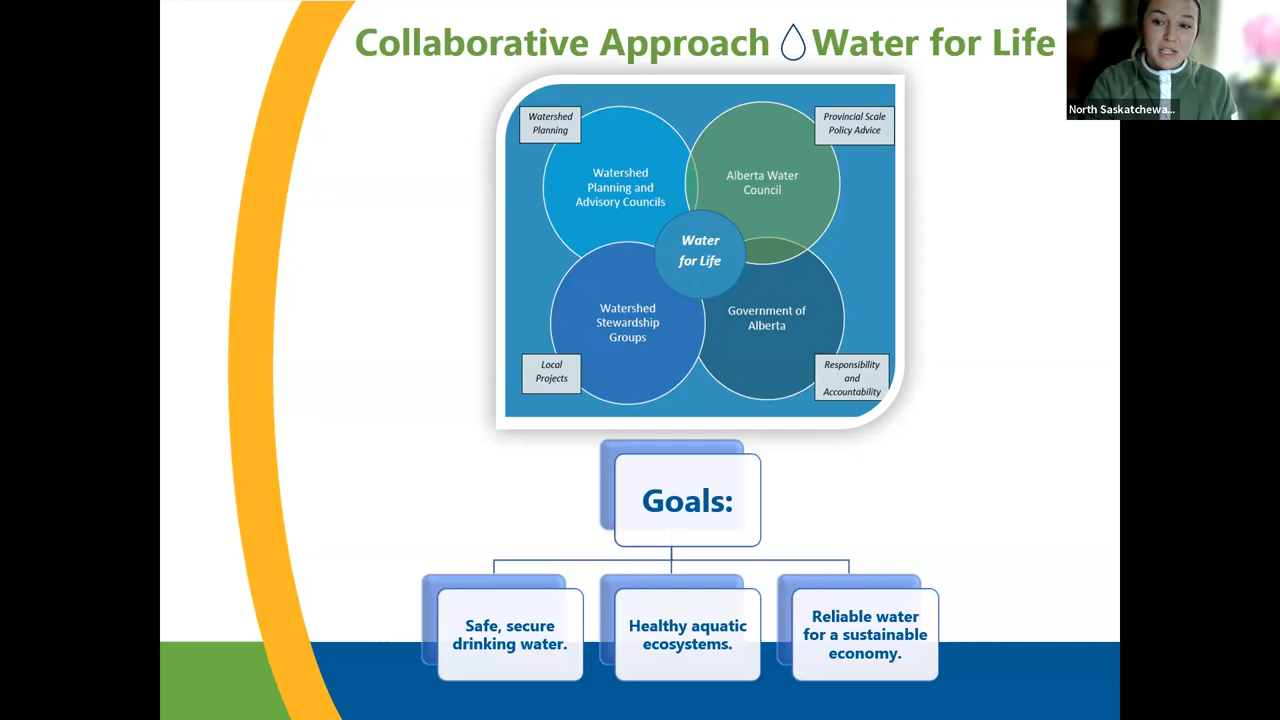 Collaborative Approach Water for Life
North Saskatchewa...
Watershed
Planning
Provincial Scale
Policy Advice
Watershed
Planning and
Advisory Councils
Alberta Water
Council
Water
for Life
Watershed
Stewardship
Groups
Government of
Alberta
Local
Projects
Responsibility
and
Accountability
Goals:
Safe, secure
drinking water.
Healthy aquatic
ecosystems.
Reliable water
for a sustainable
economy.